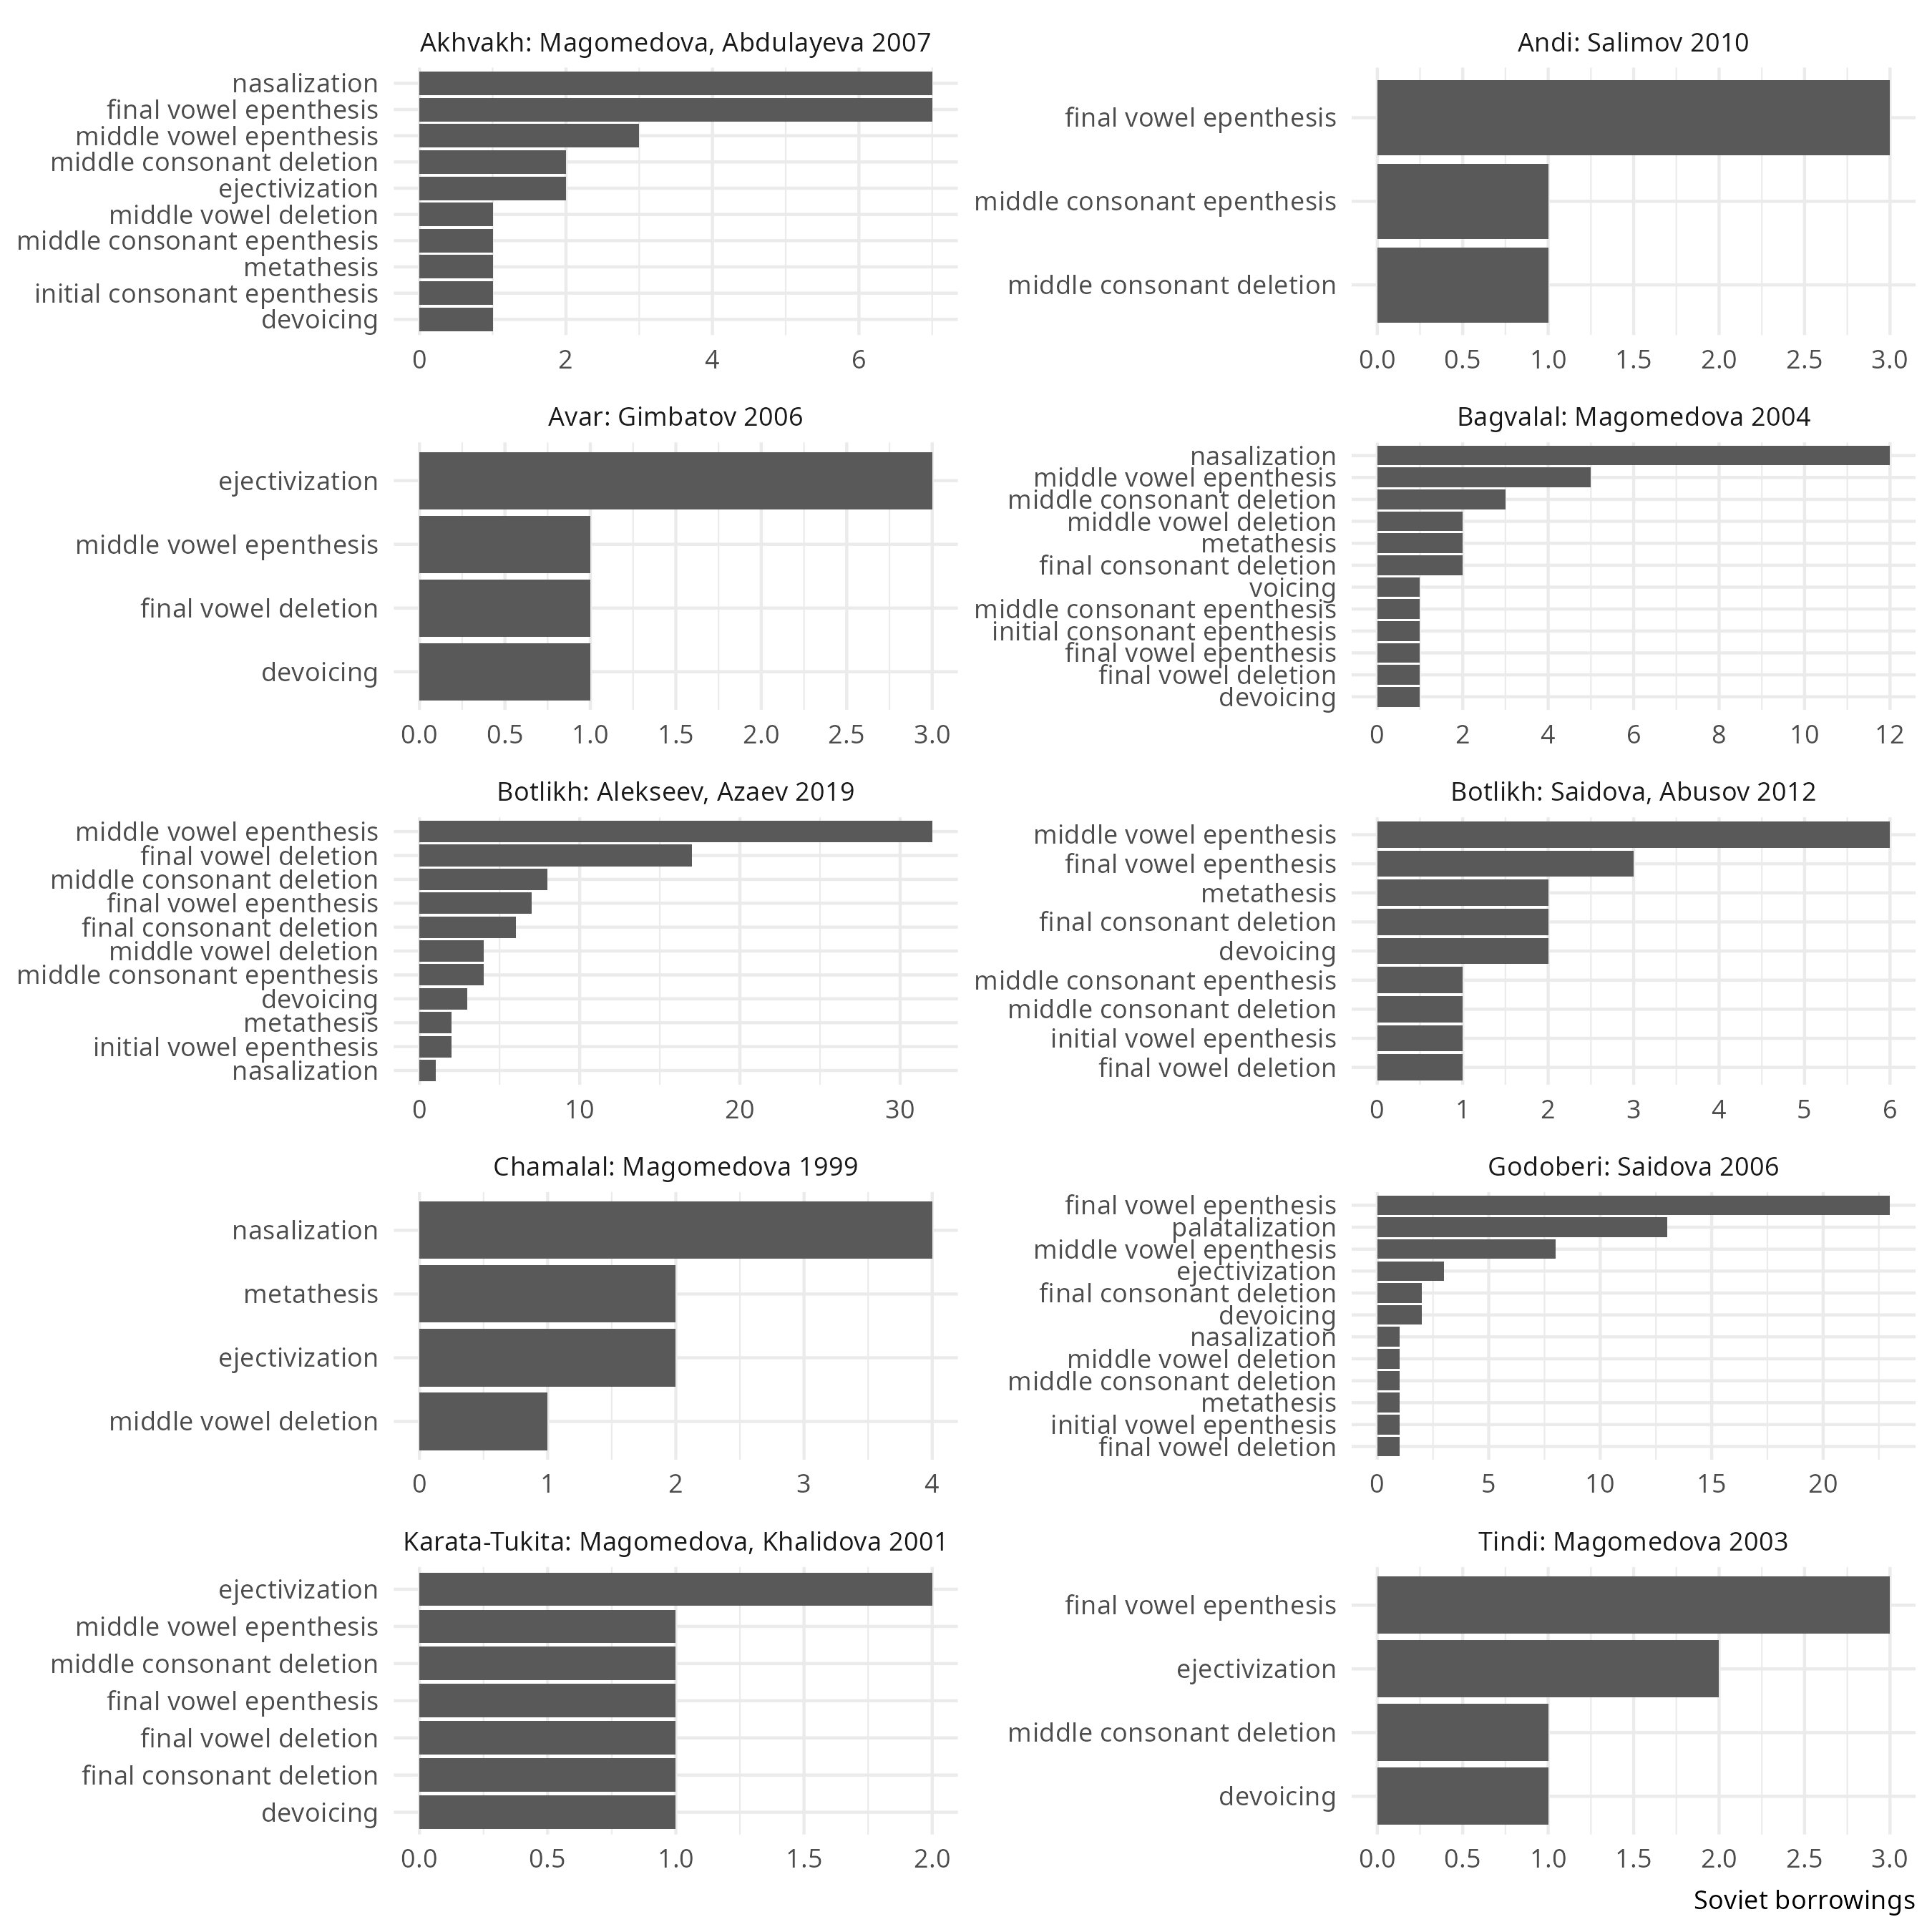 Akhvakh: Magomedova, Abdulayeva 2007
nasalization
final vowel epenthesis
middle vowel epenthesis
middle consonant deletion
ejectivization
middle vowel deletion
middle consonant epenthesis
metathesis
initial consonant epenthesis
devoicing
0 2 4 6
Andi: Salimov 2010
final vowel epenthesis
middle consonant epenthesis
middle consonant deletion
0.0 0.5 1.0 1.5 2.0 2.5 3.0
Avar: Gimbatov 2006
ejectivization
middle vowel epenthesis
final vowel deletion
devoicing
0.0 0.5 1.0 1.5 2.0 2.5 3.0
Bagvalal: Magomedova 2004
nasalization
middle vowel epenthesis
middle consonant deletion
middle vowel deletion
metathesis
final consonant deletion
voicing
middle consonant epenthesis
initial consonant epenthesis
final vowel epenthesis
final vowel deletion
devoicing
0 2 4 6 8 10 12
Botlikh: Alekseev, Azaev 2019
middle vowel epenthesis
final vowel deletion
middle consonant deletion
final vowel epenthesis
final consonant deletion
middle vowel deletion
middle consonant epenthesis
devoicing
metathesis
initial vowel epenthesis
nasalization
0 10 20 30
Botlikh: Saidova, Abusov 2012
middle vowel epenthesis
final vowel epenthesis
metathesis
final consonant deletion
devoicing
middle consonant epenthesis
middle consonant deletion
initial vowel epenthesis
final vowel deletion
0 1 2 3 4 5 6
Chamalal: Magomedova 1999
nasalization
metathesis
ejectivization
middle vowel deletion
0 1 2 3 4
Godoberi: Saidova 2006
final vowel epenthesis
palatalization
middle vowel epenthesis
ejectivization
final consonant deletion
devoicing
nasalization
middle vowel deletion
middle consonant deletion
metathesis
initial vowel epenthesis
final vowel deletion
0 5 10 15 20
Karata-Tukita: Magomedova, Khalidova 2001
ejectivization
middle vowel epenthesis
middle consonant deletion
final vowel epenthesis
final vowel deletion
final consonant deletion
devoicing
0.0 0.5 1.0 1.5 2.0
Tindi: Magomedova 2003
final vowel epenthesis
ejectivization
middle consonant deletion
devoicing
0.0 0.5 1.0 1.5 2.0 2.5 3.0
Soviet borrowings